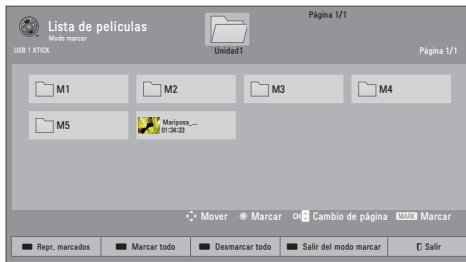 Página 1/1
Lista de películas
Modo marcar
USB 1 XTICK
Unidad1
Página 1/1
M1
M2
M3
M4
M5
Mariposa_...
01:34:33
Mover
Marcar
CH
Cambio de página
MARK
Marcar
Repr. marcados
Marcar todo
Desmarcar todo
Salir del modo marcar
Salir